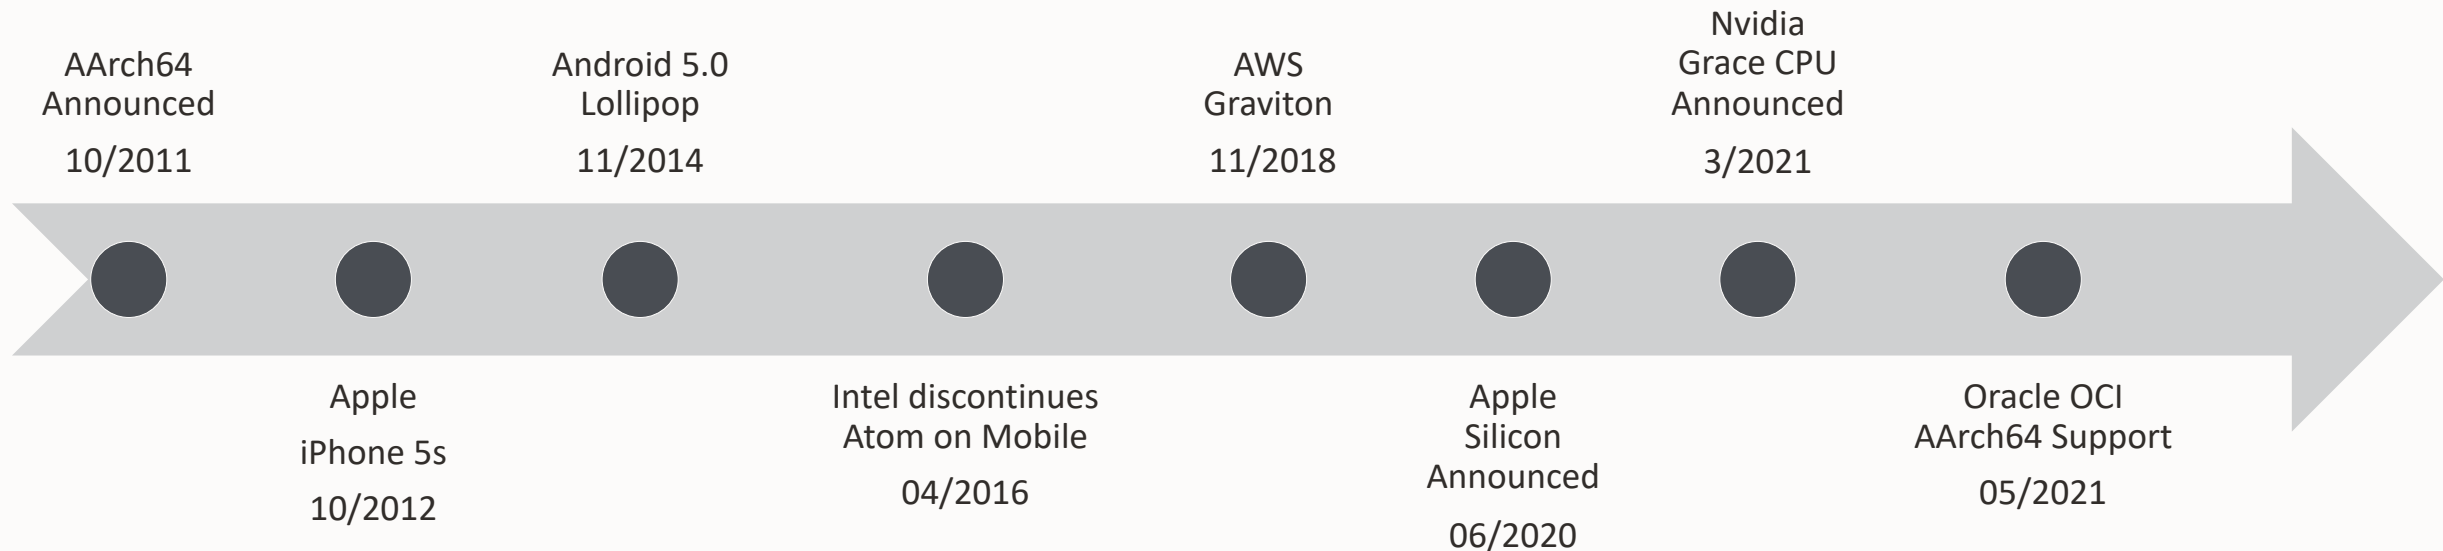 AArch64
Announced
10/2011
Apple
iPhone 5s
10/2012
Android 5.0
Lollipop
11/2014
Intel discontinues
Atom on Mobile
04/2016
AWS
Graviton
11/2018
Apple
Silicon
Announced
06/2020
Nvidia
Grace CPU
Announced
3/2021
Oracle OCI
AArch64 Support
05/2021